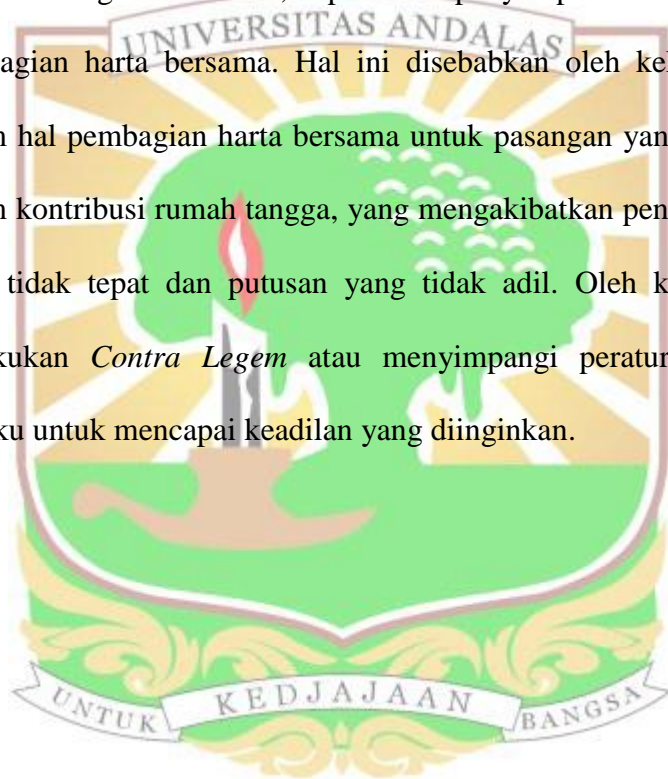 UNIVERSITAS ANDALAS
agian harta bersama. Hal ini disebabkan oleh ke
hal pembagian harta bersama untuk pasangan yan
kontribusi rumah tangga, yang mengakibatkan pen
tidak tepat dan putusan yang tidak adil. Oleh k
kukan Contra Legem atau menyimpangi peratur
ku untuk mencapai keadilan yang diinginkan.
UNTUK KEDJAJAAN BANGSA